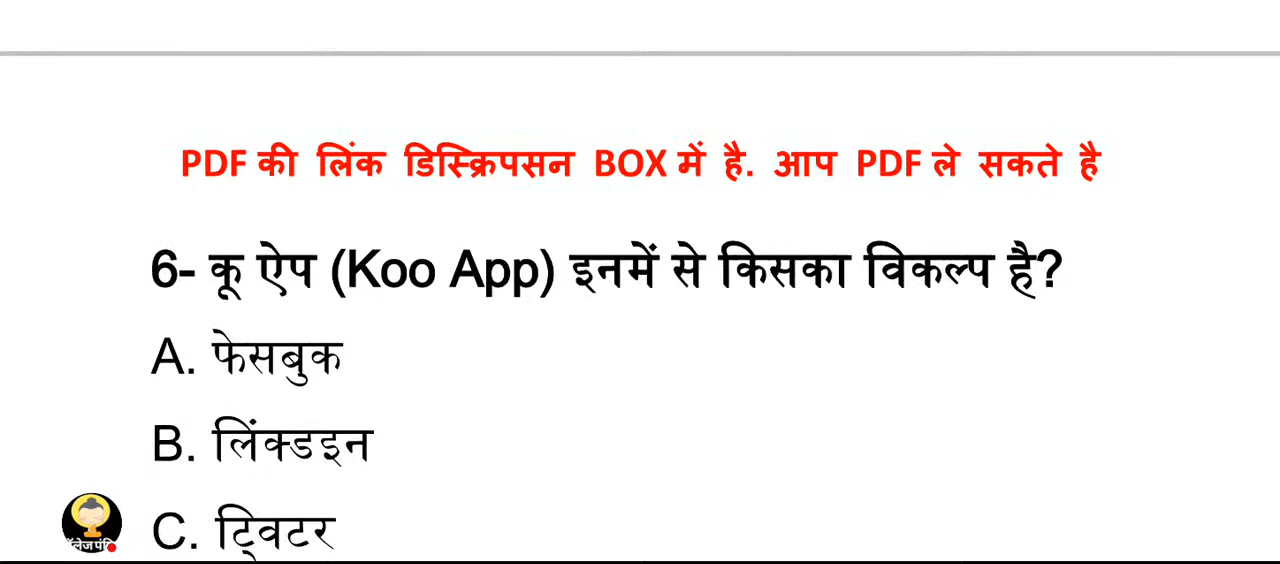 PDF की लिंक डिस्क्रिपसन BOX में है. आप PDF ले सकते है
6- कू ऐप (Koo App) इनमें से किसका विकल्प है?
A. फेसबुक
B. लिंक्डइन
C. ट्विटर